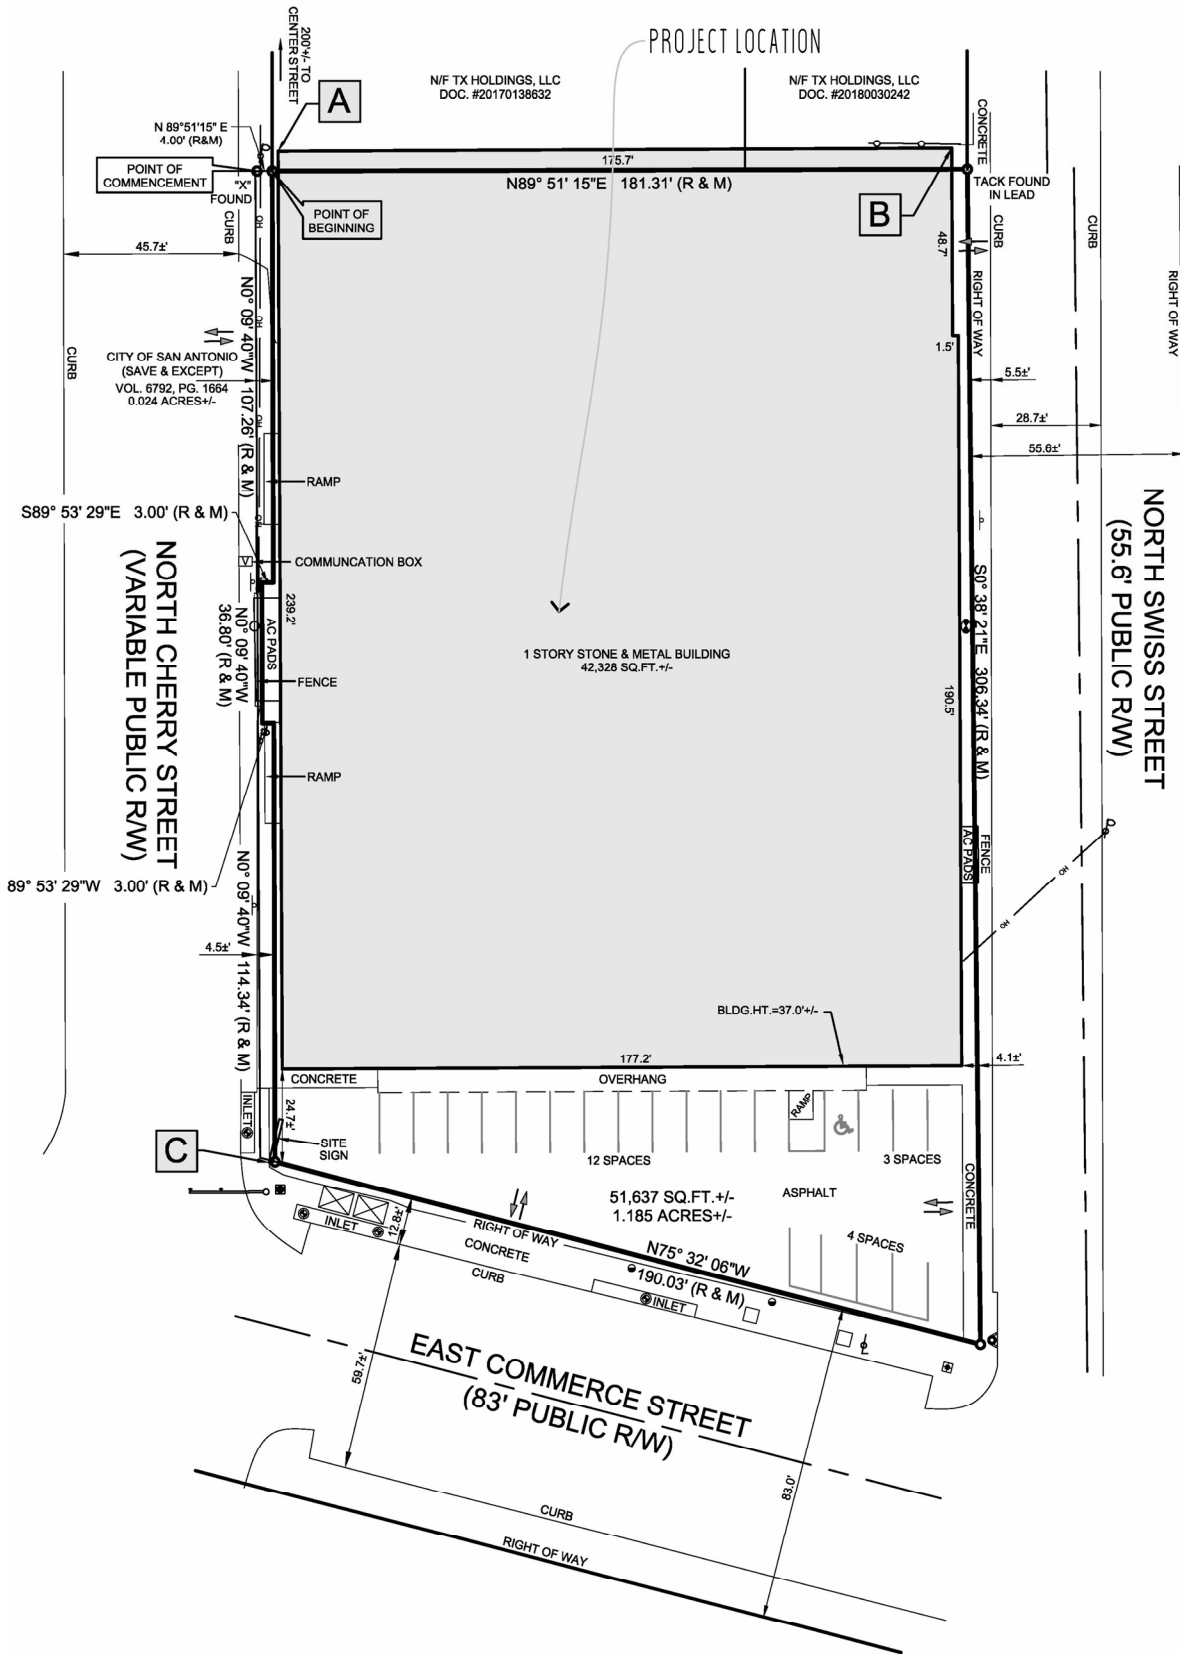 PROJECT LOCATION
200'+/- TO
CENTER STREET
N/F TX HOLDINGS, LLC
DOC. #20170138632
N/F TX HOLDINGS, LLC
DOC. #20180030242
A
CONCRETE
N 89°51'15" E
4.00' (R&M)
POINT OF
COMMENCEMENT
"X"
FOUND
175.7'
N89° 51' 15"E 181.31' (R & M)
TACK FOUND
IN LEAD
POINT OF
BEGINNING
B
CURB
OH
45.7±'
48.7'
CURB
CURB
RIGHT OF WAY
RIGHT OF WAY
N0° 09' 40"W 107.26' (R & M)
OH
CURB
CITY OF SAN ANTONIO
(SAVE & EXCEPT)
VOL. 6792, PG. 1664
0.024 ACRES+/-
1.5'
5.5±'
OH
28.7±'
55.6±'
RAMP
S89° 53' 29"E 3.00' (R & M)
OH
NORTH CHERRY STREET
(VARIABLE PUBLIC R/W)
NORTH SWISS STREET
(55.6' PUBLIC R/W)
V
COMMUNCATION BOX
239.2'
S0° 38' 21"E 306.34' (R & M)
AC PADS
N0° 09' 40"W
36.80' (R & M)
1 STORY STONE & METAL BUILDING
42,328 SQ.FT.+/-
FENCE
190.5'
RAMP
AC PADS
FENCE
89° 53' 29"W 3.00' (R & M)
N0° 09' 40"W 114.34' (R & M)
OH
OH
4.5±'
BLDG.HT.=37.0'+/-
177.2'
4.1±'
CONCRETE
OVERHANG
INLET
24.7±'
RAMP
SITE
SIGN
C
12 SPACES
3 SPACES
CONCRETE
51,637 SQ.FT.+/-
1.185 ACRES+/-
ASPHALT
INLET
12.8±'
RIGHT OF WAY
CONCRETE
CURB
N75° 32' 06"W
190.03' (R & M)
4 SPACES
INLET
59.7±'
EAST COMMERCE STREET
(83' PUBLIC R/W)
83.0'
CURB
RIGHT OF WAY